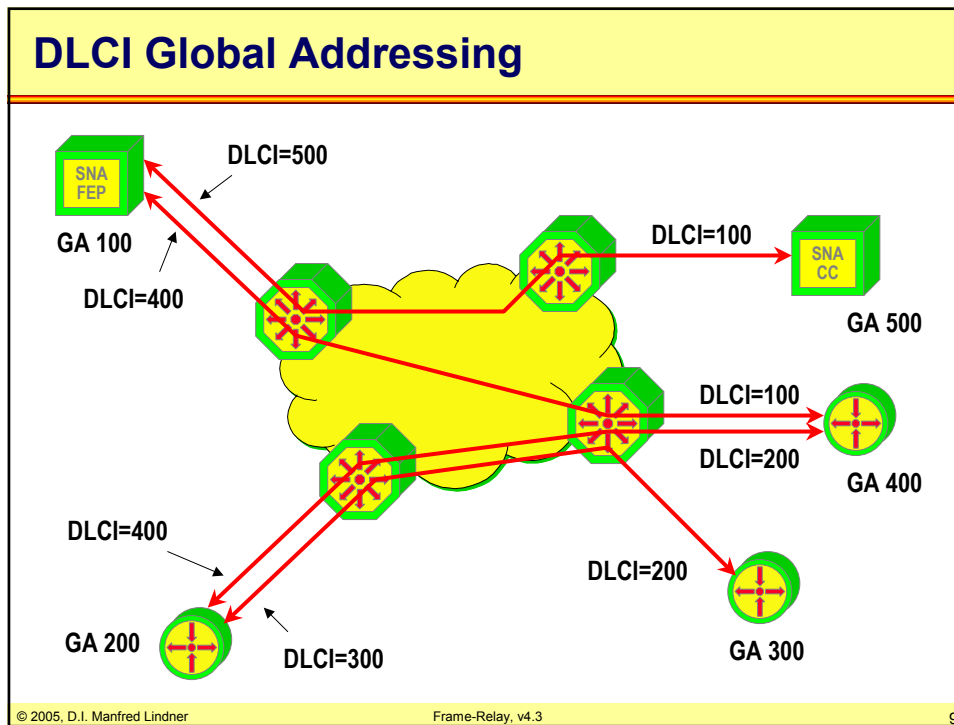 DLCI Global Addressing
DLCI=500
SNA
FEP
GA 100
DLCI=400
DLCI=100
SNA
CC
GA 500
DLCI=100
DLCI=200
GA 400
DLCI=400
DLCI=200
GA 200
DLCI=300
GA 300
© 2005, D.I. Manfred Lindner
Frame-Relay, v4.3
9